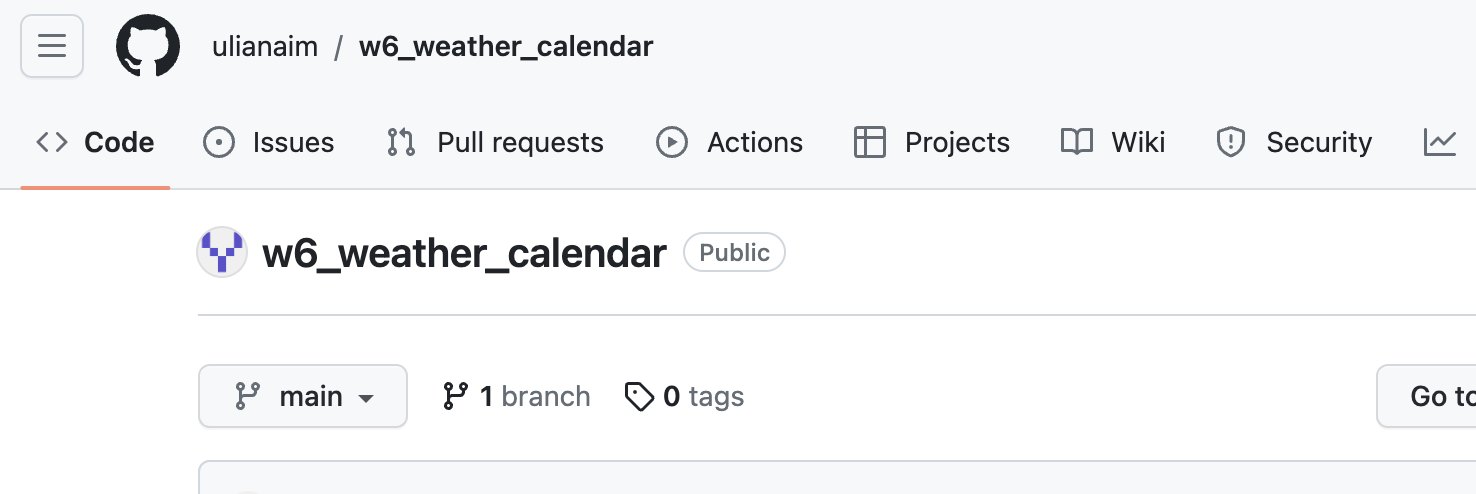 ulianaim / w6_weather_calendar
Code Issues Pull requests Actions Projects Wiki Security
w6_weather_calendar Public
main 1 branch 0 tags Go to